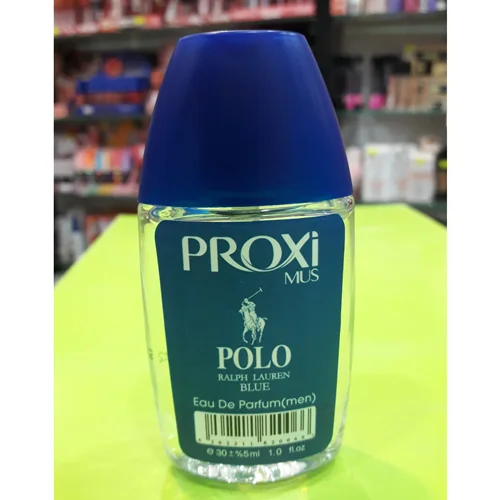 PROXi
MUS
POLO
RALPH LAUREN
BLUE
Eau De Parfum(men)
e 30±%5ml 1.0 fl.oz